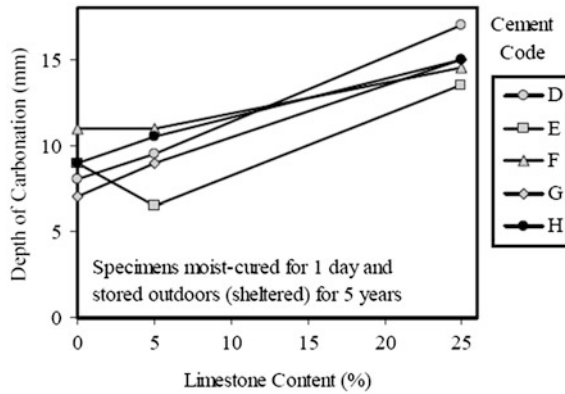 Cement
Code
D
E
F
G
H
Depth of Carbonation (mm)
15
10
5
0
Specimens moist-cured for 1 day and
stored outdoors (sheltered) for 5 years
0 5 10 15 20 25
Limestone Content (%)